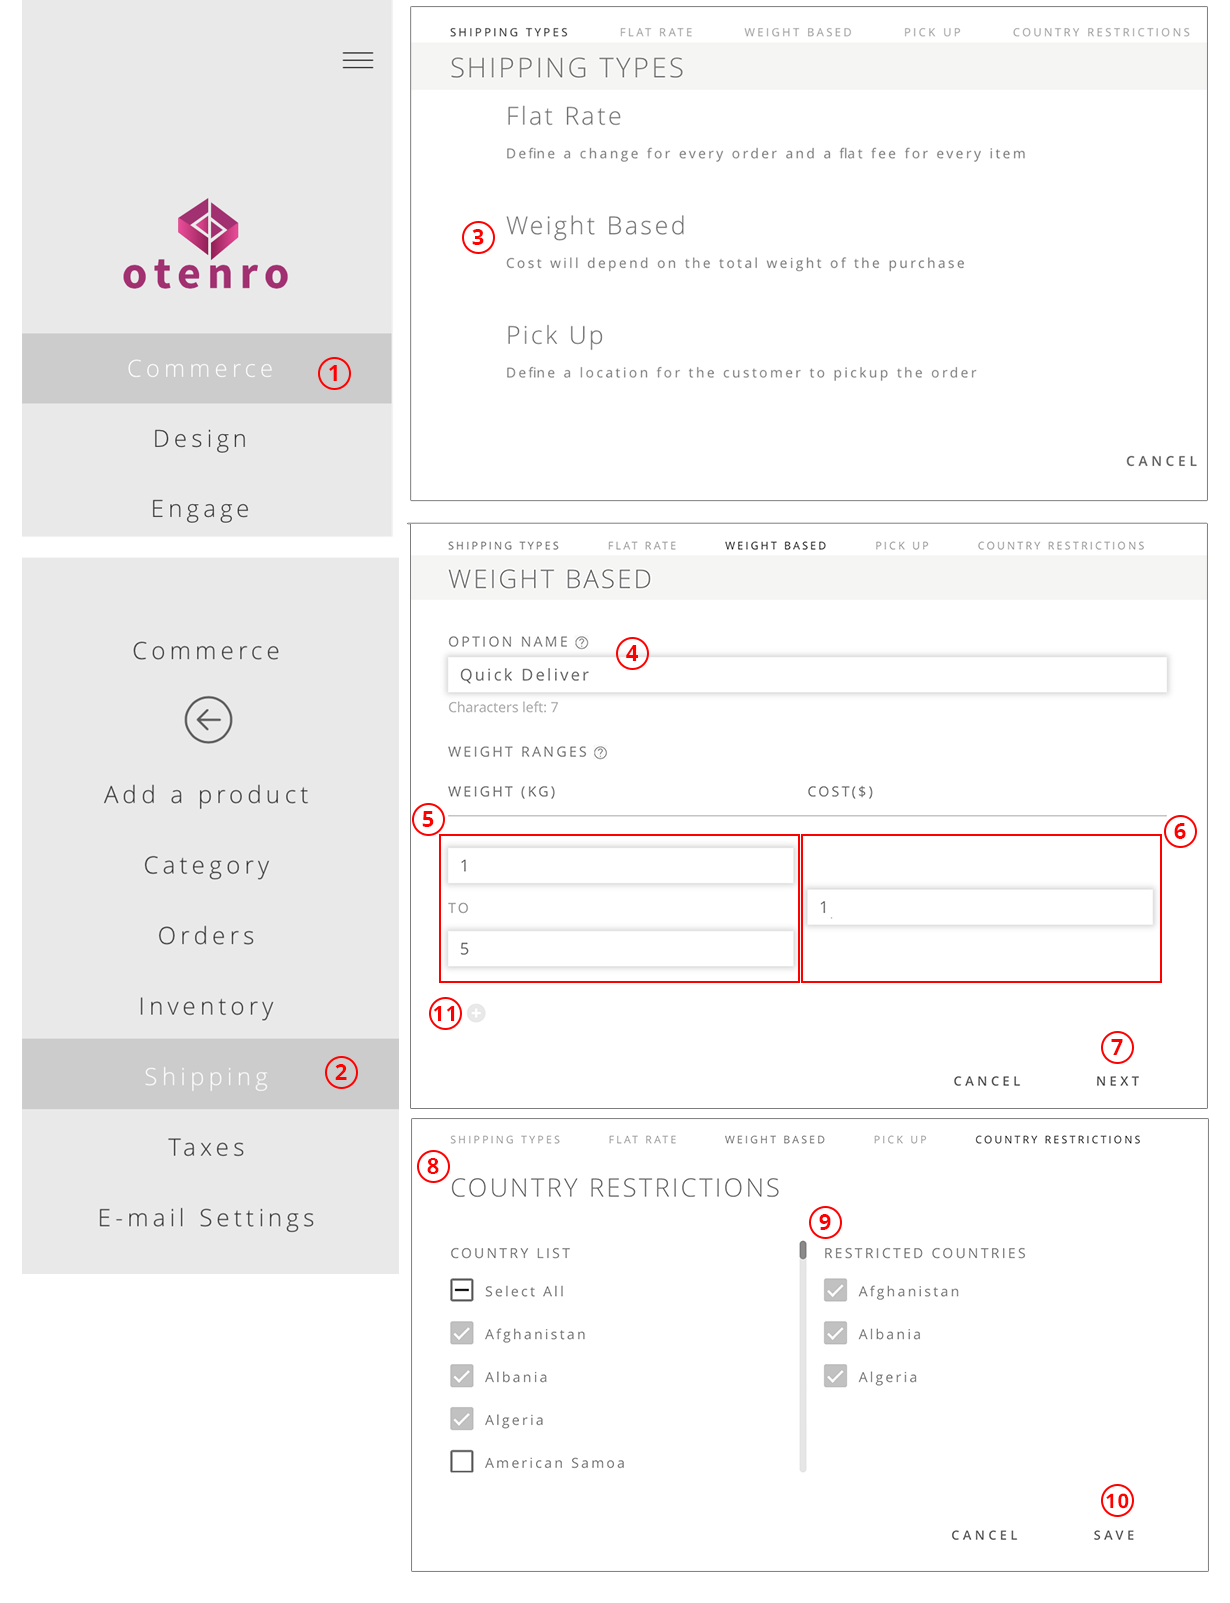 otenro
Commerce
1
Design
Engage
Commerce
Add a product
Category
Orders
Inventory
Shipping
2
Taxes
E-mail Settings
SHIPPING TYPES FLAT RATE WEIGHT BASED PICK UP COUNTRY RESTRICTIONS
SHIPPING TYPES
Flat Rate
Define a change for every order and a flat fee for every item
3
Weight Based
Cost will depend on the total weight of the purchase
Pick Up
Define a location for the customer to pickup the order
CANCEL
SHIPPING TYPES FLAT RATE WEIGHT BASED PICK UP COUNTRY RESTRICTIONS
WEIGHT BASED
OPTION NAME ?
4
Quick Deliver
Characters left: 7
WEIGHT RANGES ?
WEIGHT (KG) COST($)
5
6
1
TO
5
1
11 +
7
CANCEL NEXT
SHIPPING TYPES FLAT RATE WEIGHT BASED PICK UP COUNTRY RESTRICTIONS
8
COUNTRY RESTRICTIONS
9
COUNTRY LIST
Select All
Afghanistan
Albania
Algeria
American Samoa
RESTRICTED COUNTRIES
Afghanistan
Albania
Algeria
10
CANCEL SAVE